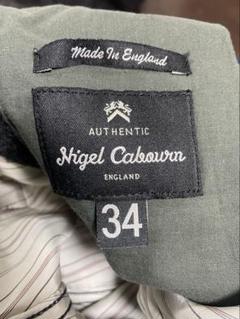 Made In England
AUTHENTIC
Nigel Cabourn
ENGLAND
34